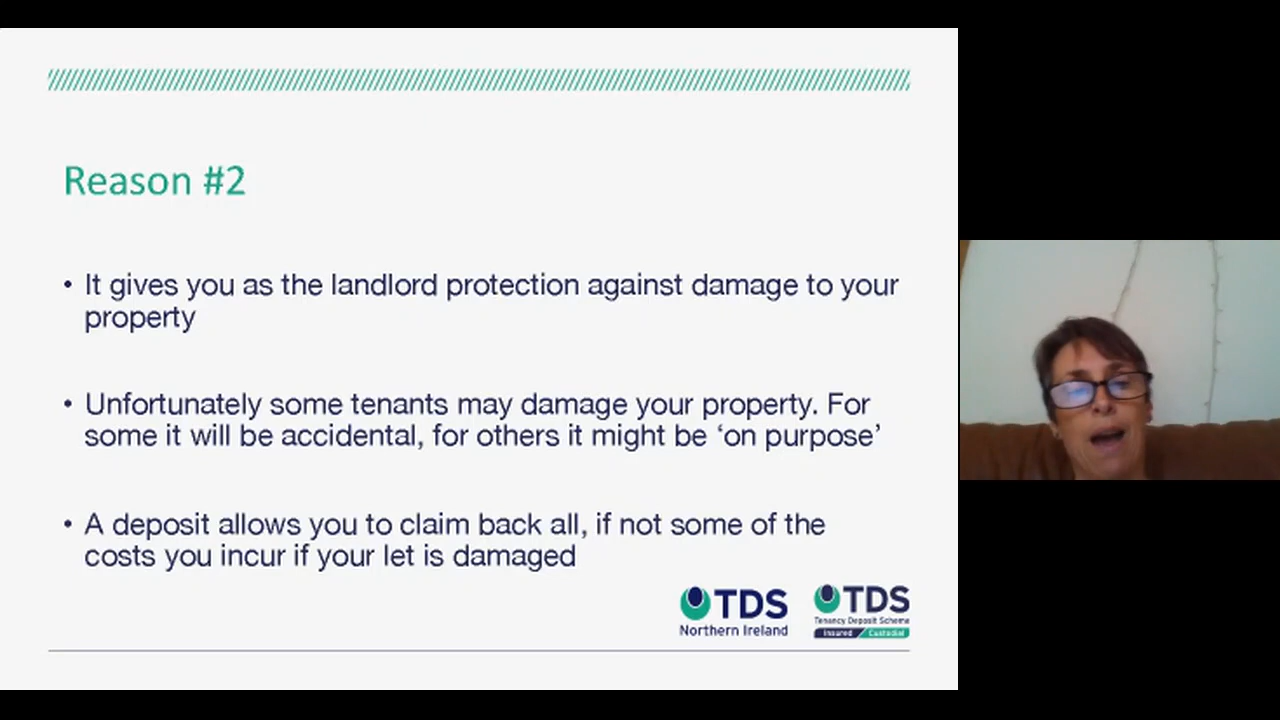 Reason #2
• It gives you as the landlord protection against damage to your
property
• Unfortunately some tenants may damage your property. For
some it will be accidental, for others it might be ‘on purpose’
• A deposit allows you to claim back all, if not some of the
costs you incur if your let is damaged
TDS
Northern Ireland
TDS
Tenancy Deposit Scheme
Insured Custodial